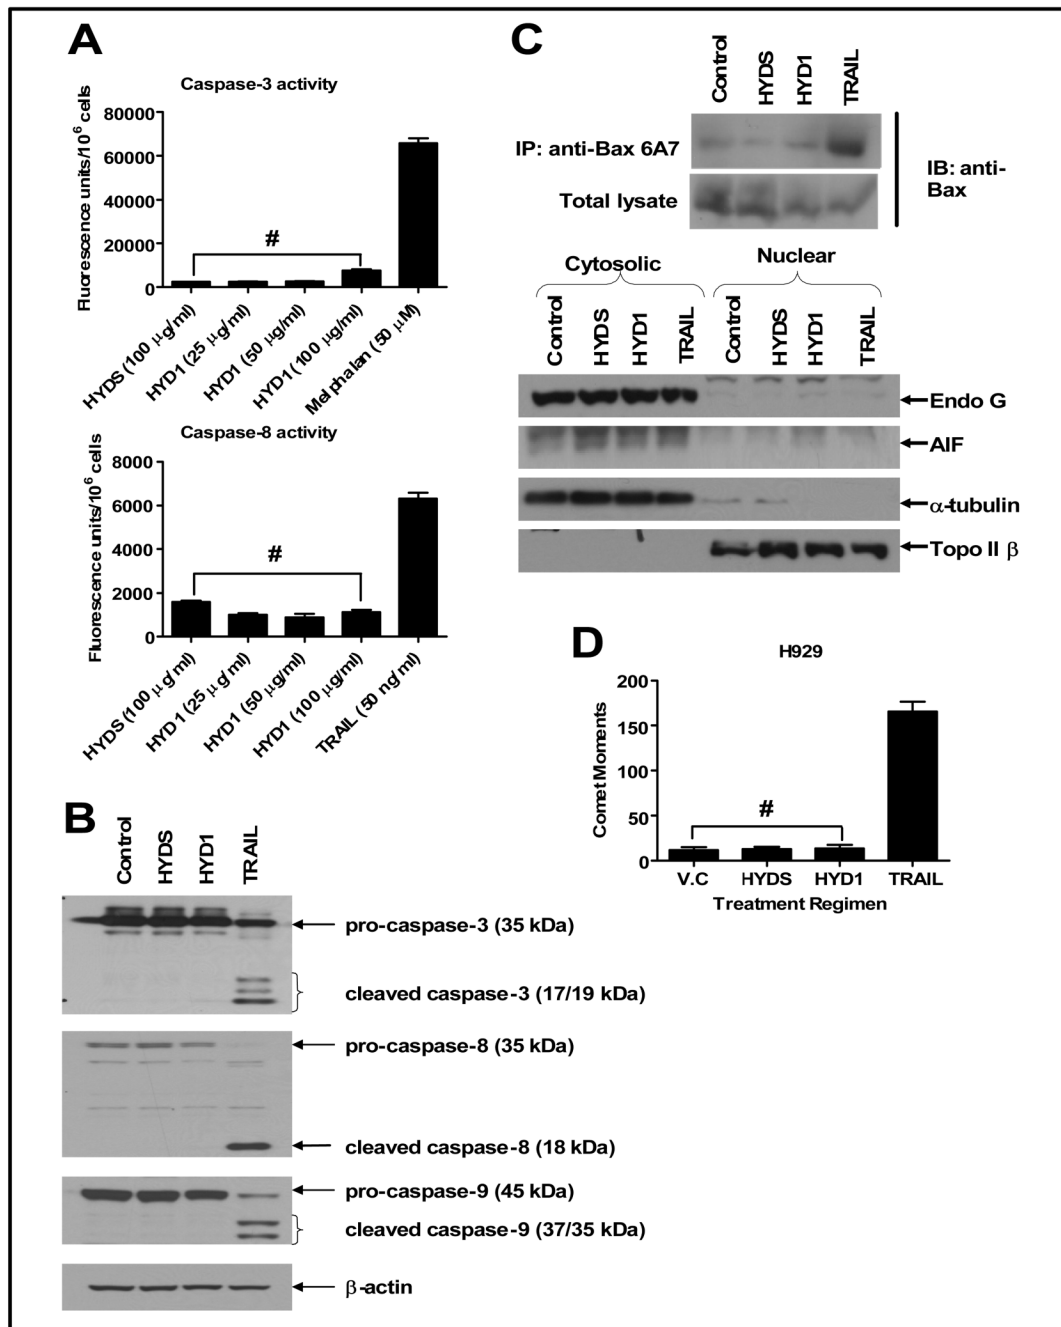 A
Caspase-3 activity
Fluorescence units/10⁶ cells
80000
60000
40000
20000
0
#
HYDS (100 μg/ml)
HYD1 (25 μg/ml)
HYD1 (50 μg/ml)
HYD1 (100 μg/ml)
Melphalan (50 μM)
Caspase-8 activity
Fluorescence units/10⁶ cells
8000
6000
4000
2000
0
#
HYDS (100 μg/ml)
HYD1 (25 μg/ml)
HYD1 (50 μg/ml)
HYD1 (100 μg/ml)
TRAIL (50 ng/ml)
B
Control HYDS HYD1 TRAIL
pro-caspase-3 (35 kDa)
cleaved caspase-3 (17/19 kDa)
pro-caspase-8 (35 kDa)
cleaved caspase-8 (18 kDa)
pro-caspase-9 (45 kDa)
cleaved caspase-9 (37/35 kDa)
β-actin
C
Control HYDS HYD1 TRAIL
IP: anti-Bax 6A7
Total lysate
IB: anti-
Bax
Cytosolic Nuclear
Control HYDS HYD1 TRAIL Control HYDS HYD1 TRAIL
Endo G
AIF
α-tubulin
Topo II β
D
H929
Comet Moments
200
150
100
50
0
#
V.C HYDS HYD1 TRAIL
Treatment Regimen